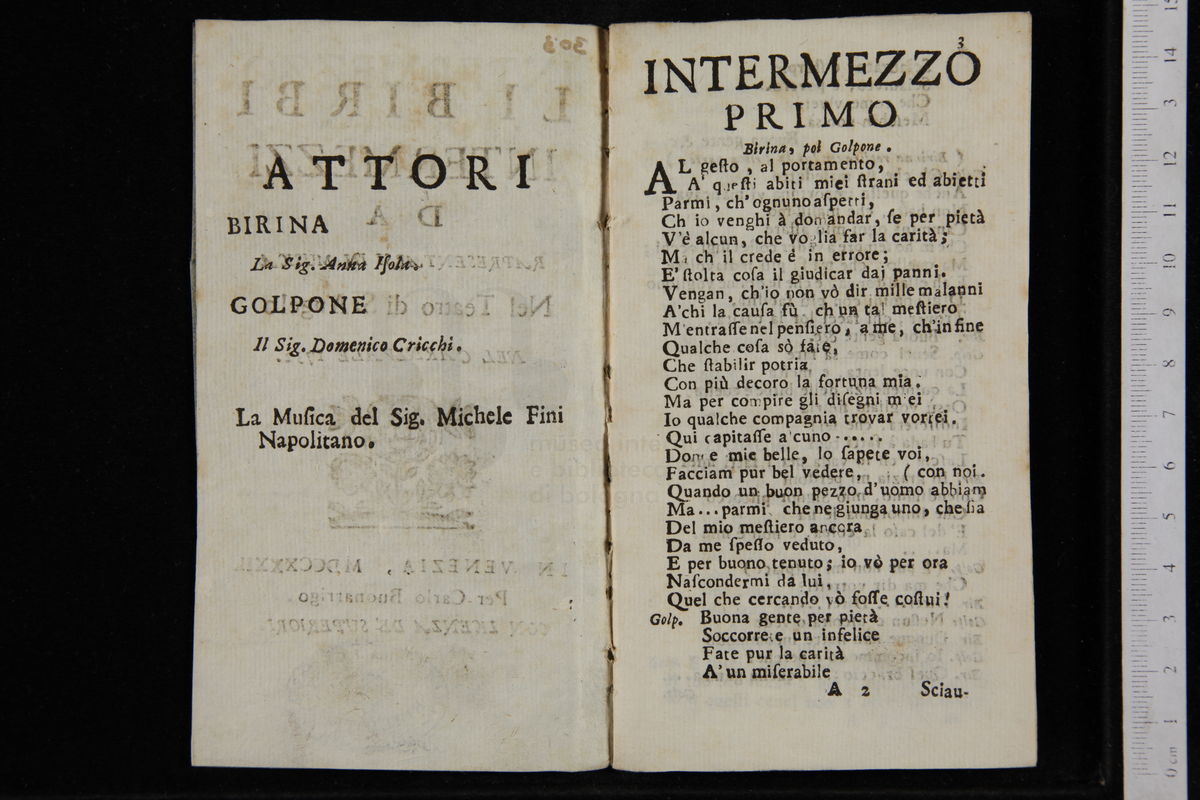 ATTORI
BIRINA
La Sig. Anna Iſola.
GOLPONE
Il Sig. Domenico Cricchi.
La Muſica del Sig. Michele Fini
Napolitano.
3
INTERMEZZO
PRIMO
Birina, poi Golpone.
AL geſto, al portamento,
A' queſti abiti miei ſtrani ed abietti
Parmi, ch'ognuno aſpetti,
Ch io venghi à domandar, ſe per pietà
V'è alcun, che voglia far la carità;
Ma ch'il crede é in errore;
E' ſtolta coſa il giudicar dai panni.
Vengan, ch'io non vò dir mille malanni
A'chi la cauſa fù ch'un tal meſtiero
M'entraſſe nel penſiero, a me, ch'in fine
Qualche coſa sò fare,
Che ſtabilir potria
Con più decoro la fortuna mia.
Ma per compire gli diſegni miei
Io qualche compagnia trovar vorrei.
Qui capitaſſe alcuno ......
Donne mie belle, lo ſapete voi,
Facciam pur bel vedere, ( con noi.
Quando un buon pezzo d'uomo abbiam
Ma... parmi che ne giunga uno, che ſia
Del mio meſtiero ancora
Da me ſpeſſo veduto,
E per buono tenuto; io vò per ora
Naſcondermi da lui,
Quel che cercando vò foſſe coſtui!
Golp. Buona gente per pietà
Soccorrete un infelice
Fate pur la carità
A' un miſerabile
A 2 Sciau-